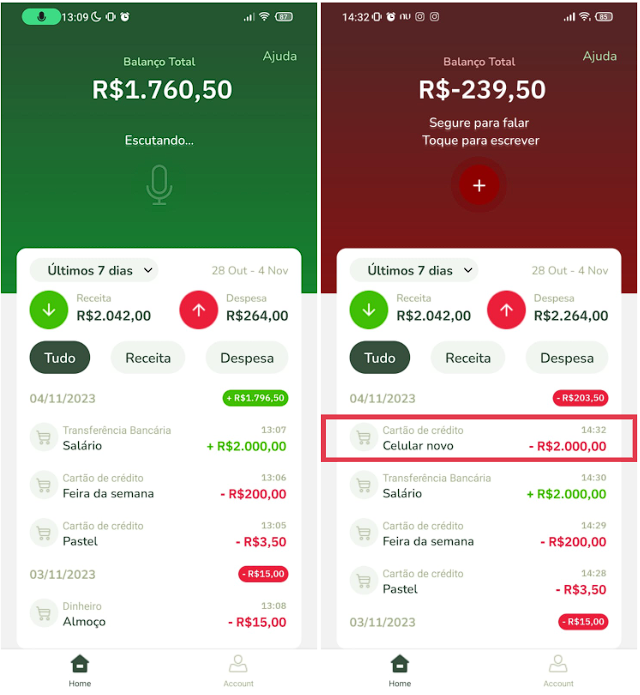 13:09
87
Ajuda
Balanço Total
R$1.760,50
Escutando...
Últimos 7 dias
28 Out - 4 Nov
Receita
R$2.042,00
Despesa
R$264,00
Tudo
Receita
Despesa
04/11/2023
+ R$1.796,50
Transferência Bancária
13:07
Salário
+ R$2.000,00
Cartão de crédito
13:06
Feira da semana
- R$200,00
Cartão de crédito
13:05
Pastel
- R$3,50
03/11/2023
- R$15,00
Dinheiro
13:08
Almoço
- R$15,00
Home
Account
14:32
85
Ajuda
Balanço Total
R$-239,50
Segure para falar
Toque para escrever
+
Últimos 7 dias
28 Out - 4 Nov
Receita
R$2.042,00
Despesa
R$2.264,00
Tudo
Receita
Despesa
04/11/2023
- R$203,50
Cartão de crédito
14:32
Celular novo
- R$2.000,00
Transferência Bancária
14:30
Salário
+ R$2.000,00
Cartão de crédito
14:29
Feira da semana
- R$200,00
Cartão de crédito
14:28
Pastel
- R$3,50
03/11/2023
- R$15,00
Home
Account